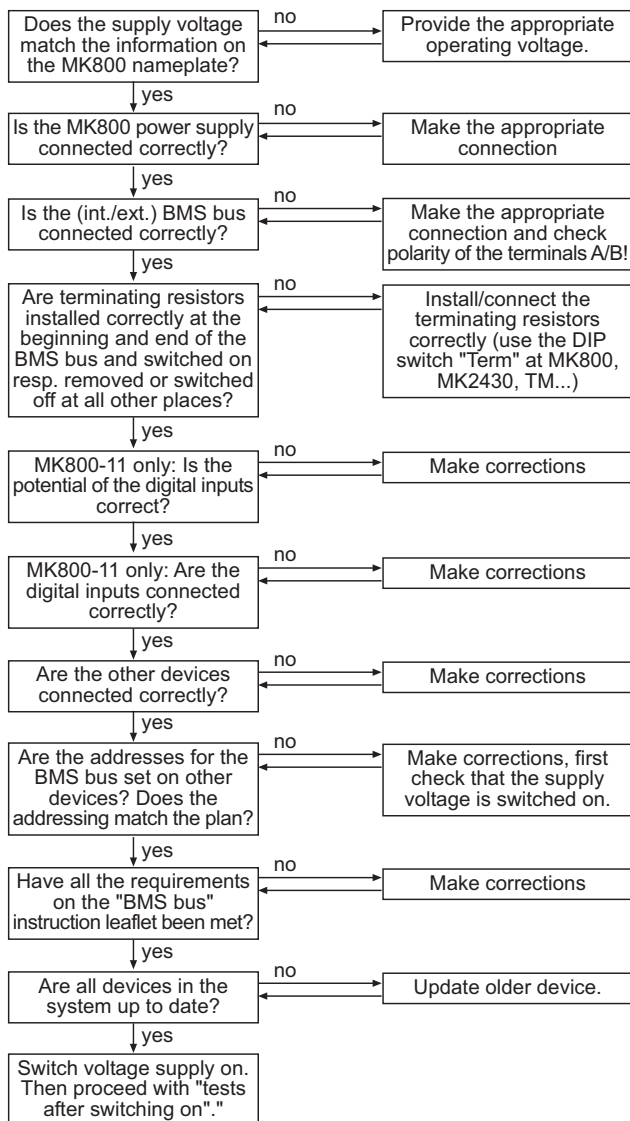 Does the supply voltage
match the information on
the MK800 nameplate?
no
Provide the appropriate
operating voltage.
yes
Is the MK800 power supply
connected correctly?
no
Make the appropriate
connection
yes
Is the (int./ext.) BMS bus
connected correctly?
no
Make the appropriate
connection and check
polarity of the terminals A/B!
yes
Are terminating resistors
installed correctly at the
beginning and end of the
BMS bus and switched on
resp. removed or switched
off at all other places?
no
Install/connect the
terminating resistors
correctly (use the DIP
switch "Term" at MK800,
MK2430, TM...)
yes
MK800-11 only: Is the
potential of the digital inputs
correct?
no
Make corrections
yes
MK800-11 only: Are the
digital inputs connected
correctly?
no
Make corrections
yes
Are the other devices
connected correctly?
no
Make corrections
yes
Are the addresses for the
BMS bus set on other
devices? Does the
addressing match the plan?
no
Make corrections, first
check that the supply
voltage is switched on.
yes
Have all the requirements
on the "BMS bus"
instruction leaflet been met?
no
Make corrections
yes
Are all devices in the
system up to date?
no
Update older device.
yes
Switch voltage supply on.
Then proceed with "tests
after switching on"."